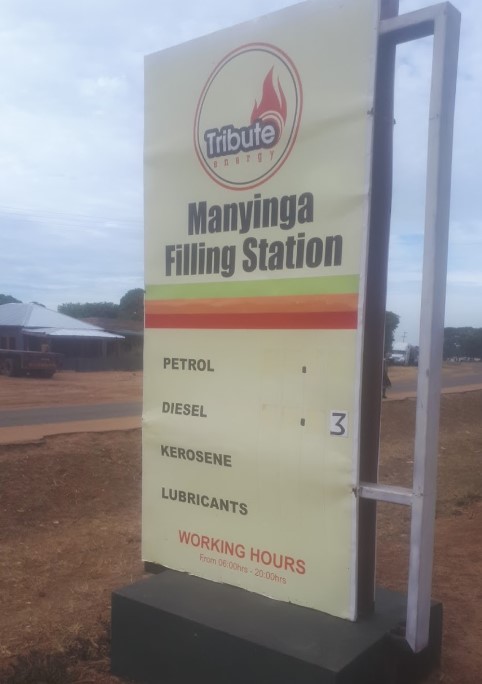 Tribute
energy
Manyinga
Filling Station
PETROL
DIESEL
3
KEROSENE
LUBRICANTS
WORKING HOURS
From 06:00hrs - 20:00hrs